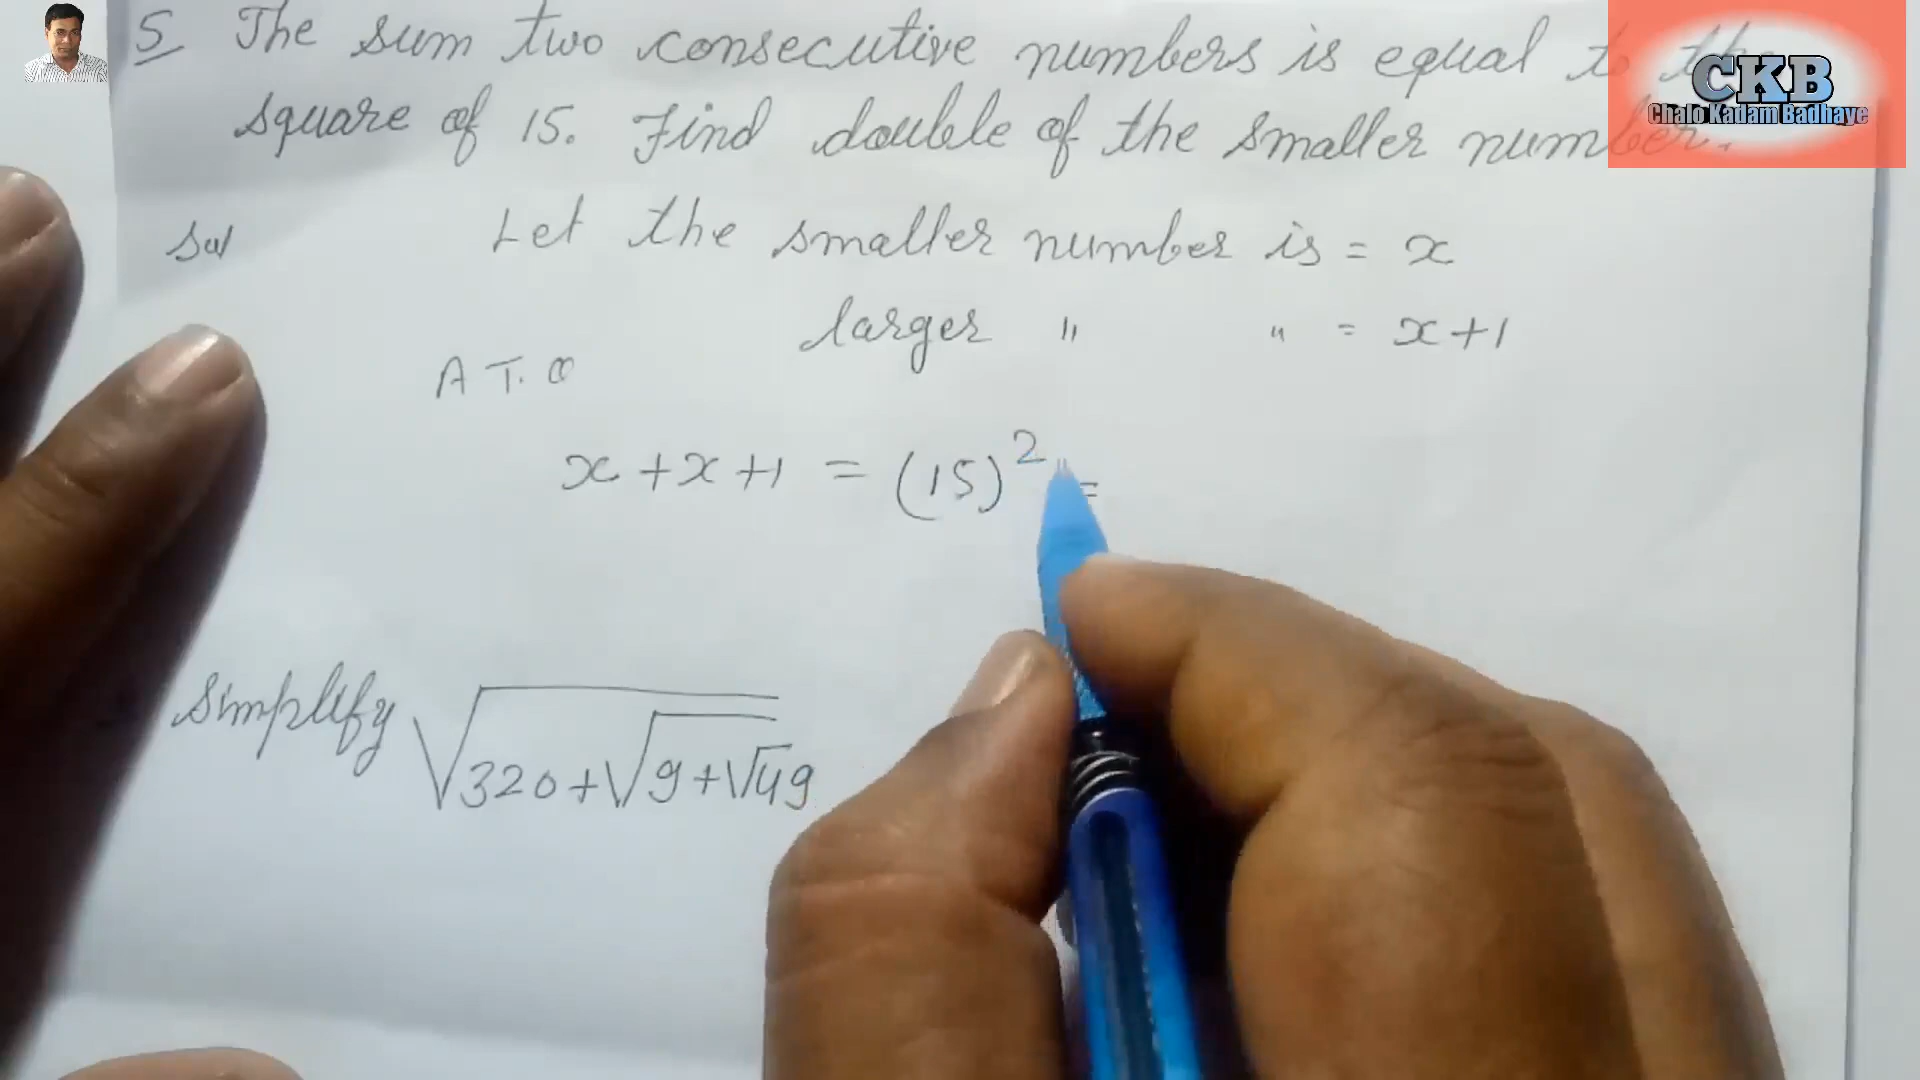 5 The sum two consecutive numbers is equal to the
square of 15. Find double of the smaller number.
CKB
Chalo Kadam Badhaye
Sol Let the smaller number is = x
larger " " = x+1
A T. Q
x + x + 1 = (15)² =
Simplify √320+√9+√49